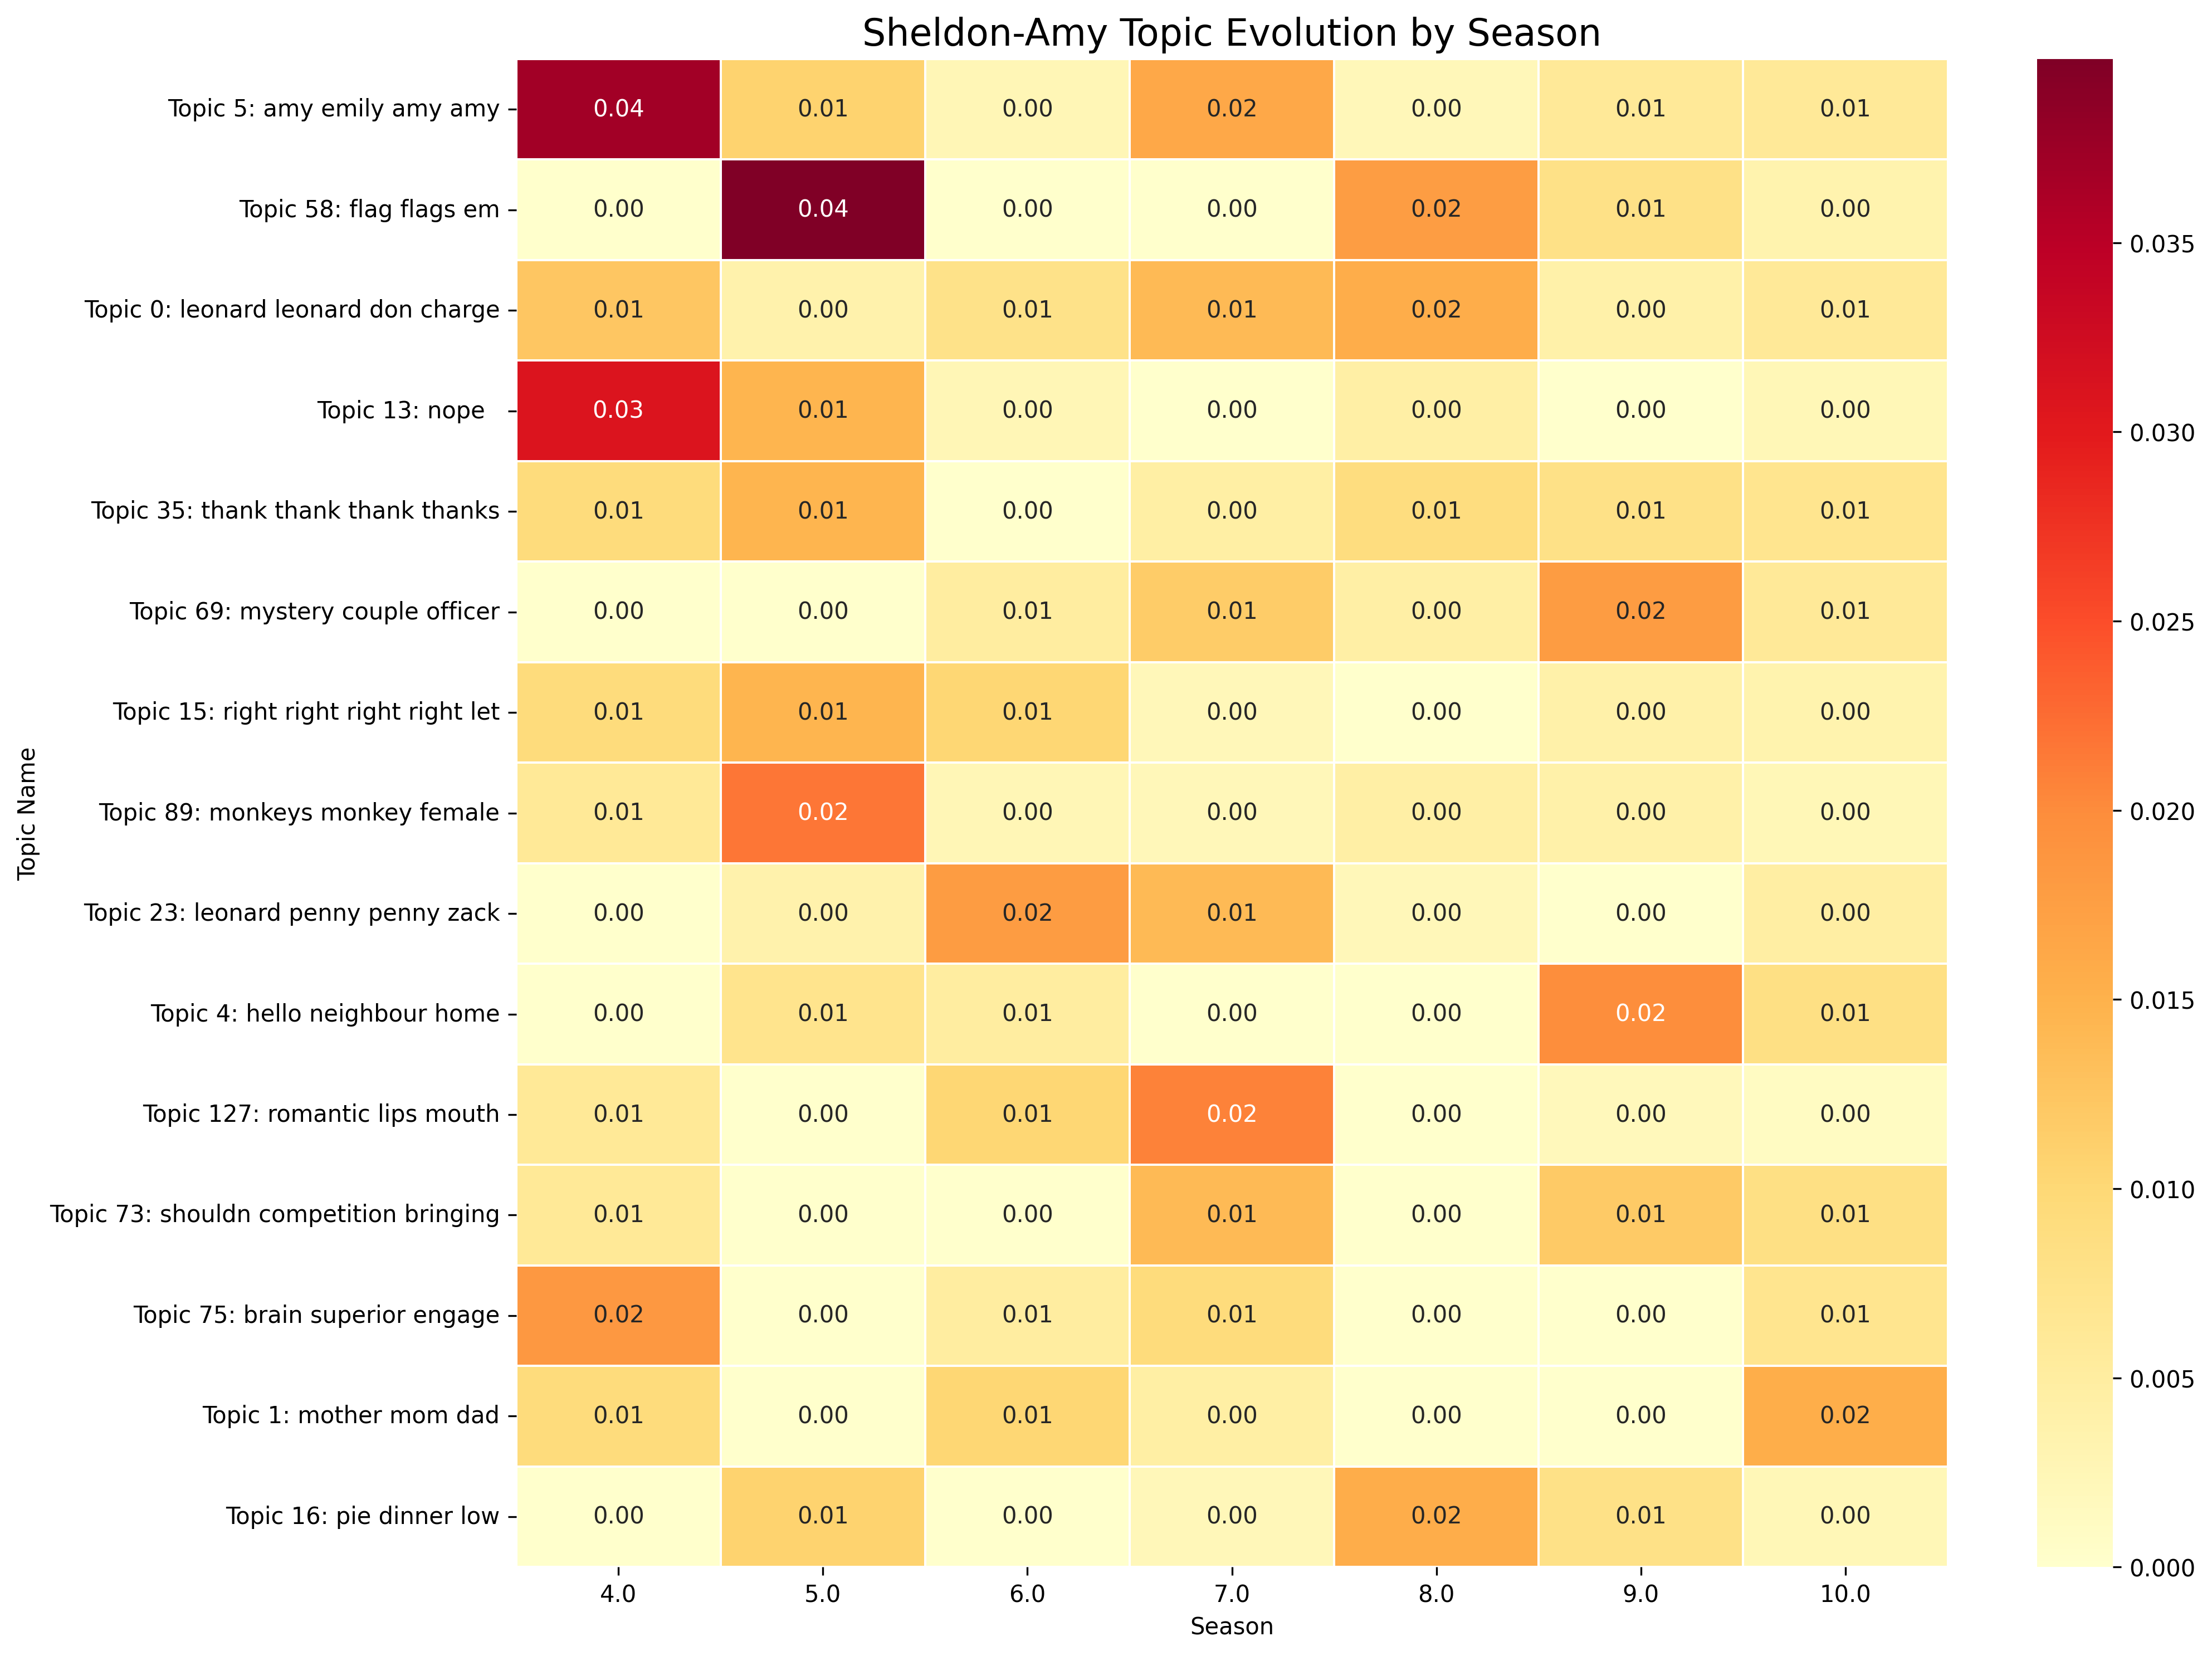 Sheldon-Amy Topic Evolution by Season
Topic Name
Topic 5: amy emily amy amy 0.04 0.01 0.00 0.02 0.00 0.01 0.01
Topic 58: flag flags em 0.00 0.04 0.00 0.00 0.02 0.01 0.00
Topic 0: leonard leonard don charge 0.01 0.00 0.01 0.01 0.02 0.00 0.01
Topic 13: nope 0.03 0.01 0.00 0.00 0.00 0.00 0.00
Topic 35: thank thank thank thanks 0.01 0.01 0.00 0.00 0.01 0.01 0.01
Topic 69: mystery couple officer 0.00 0.00 0.01 0.01 0.00 0.02 0.01
Topic 15: right right right right let 0.01 0.01 0.01 0.00 0.00 0.00 0.00
Topic 89: monkeys monkey female 0.01 0.02 0.00 0.00 0.00 0.00 0.00
Topic 23: leonard penny penny zack 0.00 0.00 0.02 0.01 0.00 0.00 0.00
Topic 4: hello neighbour home 0.00 0.01 0.01 0.00 0.00 0.02 0.01
Topic 127: romantic lips mouth 0.01 0.00 0.01 0.02 0.00 0.00 0.00
Topic 73: shouldn competition bringing 0.01 0.00 0.00 0.01 0.00 0.01 0.01
Topic 75: brain superior engage 0.02 0.00 0.01 0.01 0.00 0.00 0.01
Topic 1: mother mom dad 0.01 0.00 0.01 0.00 0.00 0.00 0.02
Topic 16: pie dinner low 0.00 0.01 0.00 0.00 0.02 0.01 0.00
4.0 5.0 6.0 7.0 8.0 9.0 10.0
Season
0.035
0.030
0.025
0.020
0.015
0.010
0.005
0.000